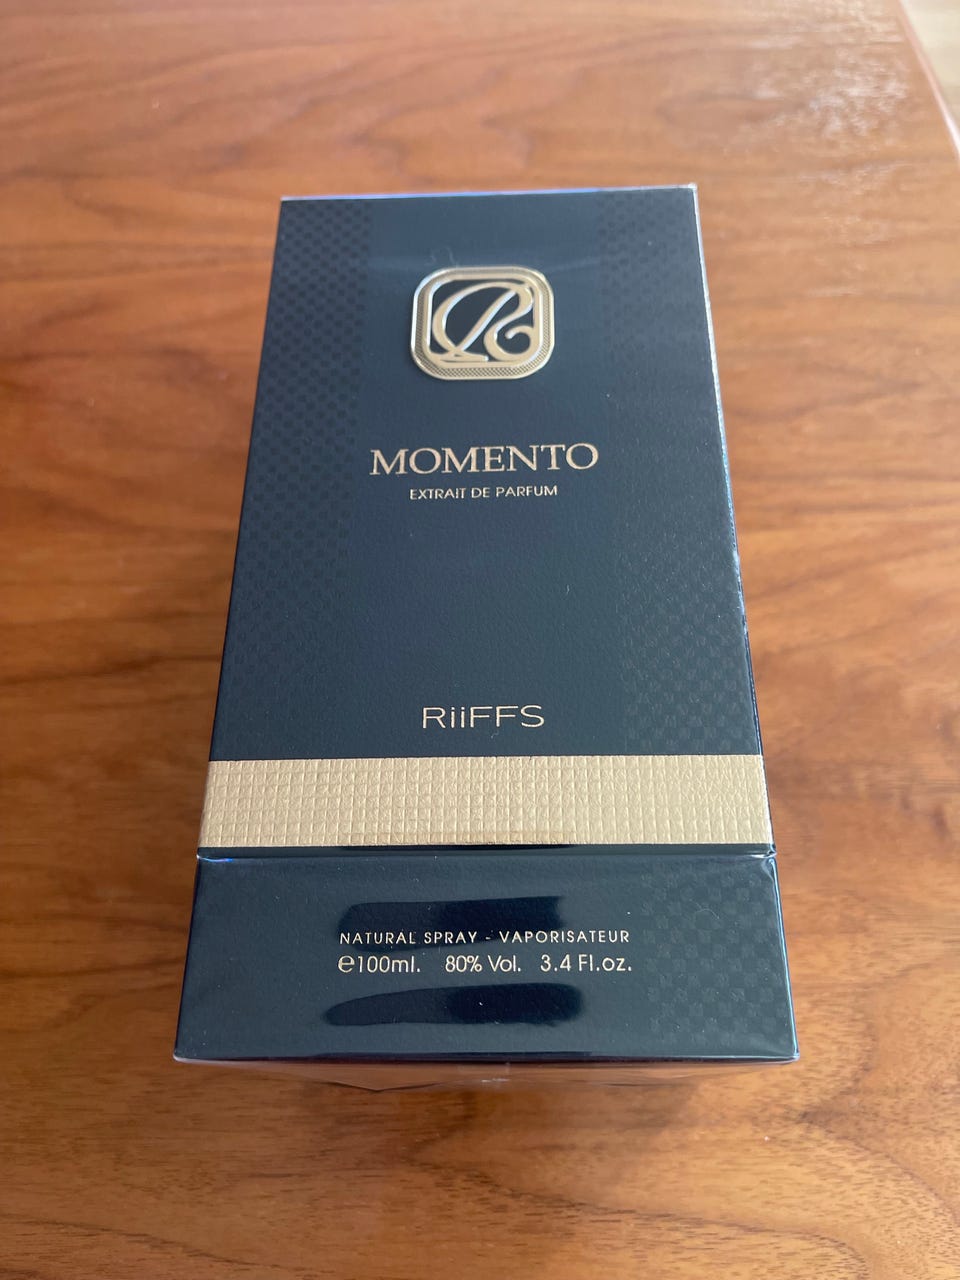 R
MOMENTO
EXTRAIT DE PARFUM
RiiFFS
NATURAL SPRAY - VAPORISATEUR
℮100ml. 80% Vol. 3.4 Fl.oz.